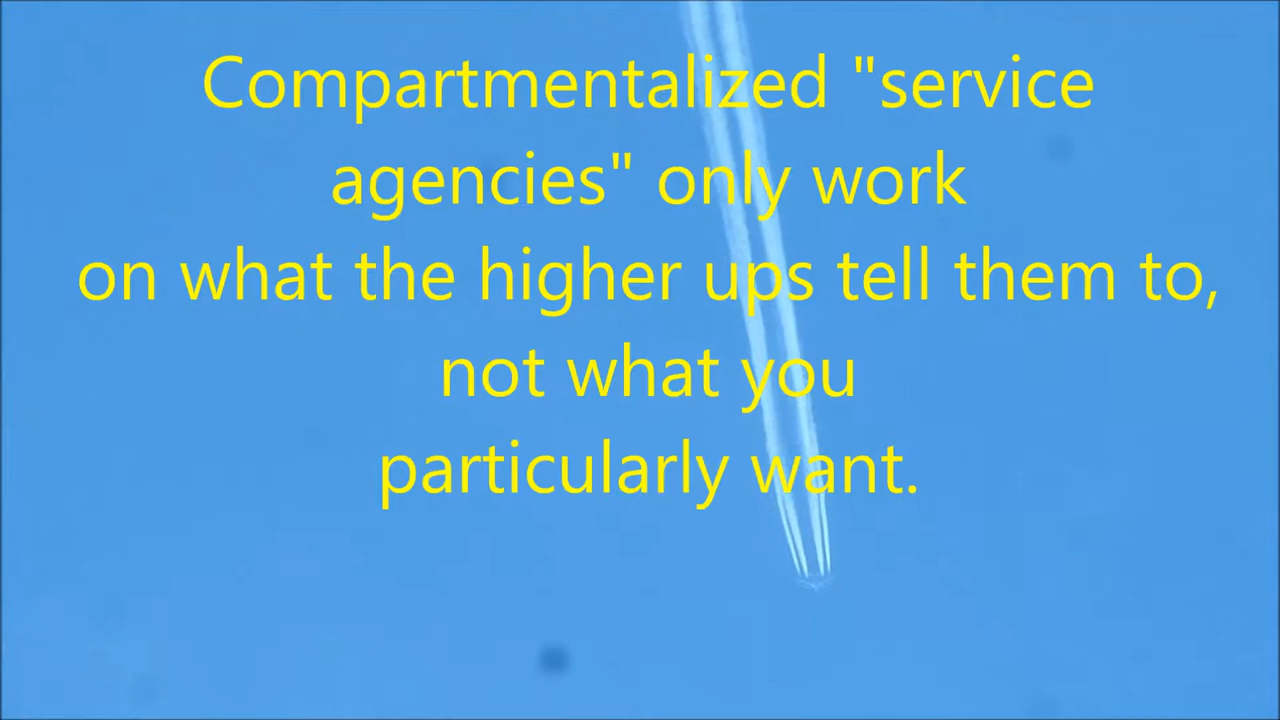 Compartmentalized "service
agencies" only work
on what the higher ups tell them to,
not what you
particularly want.